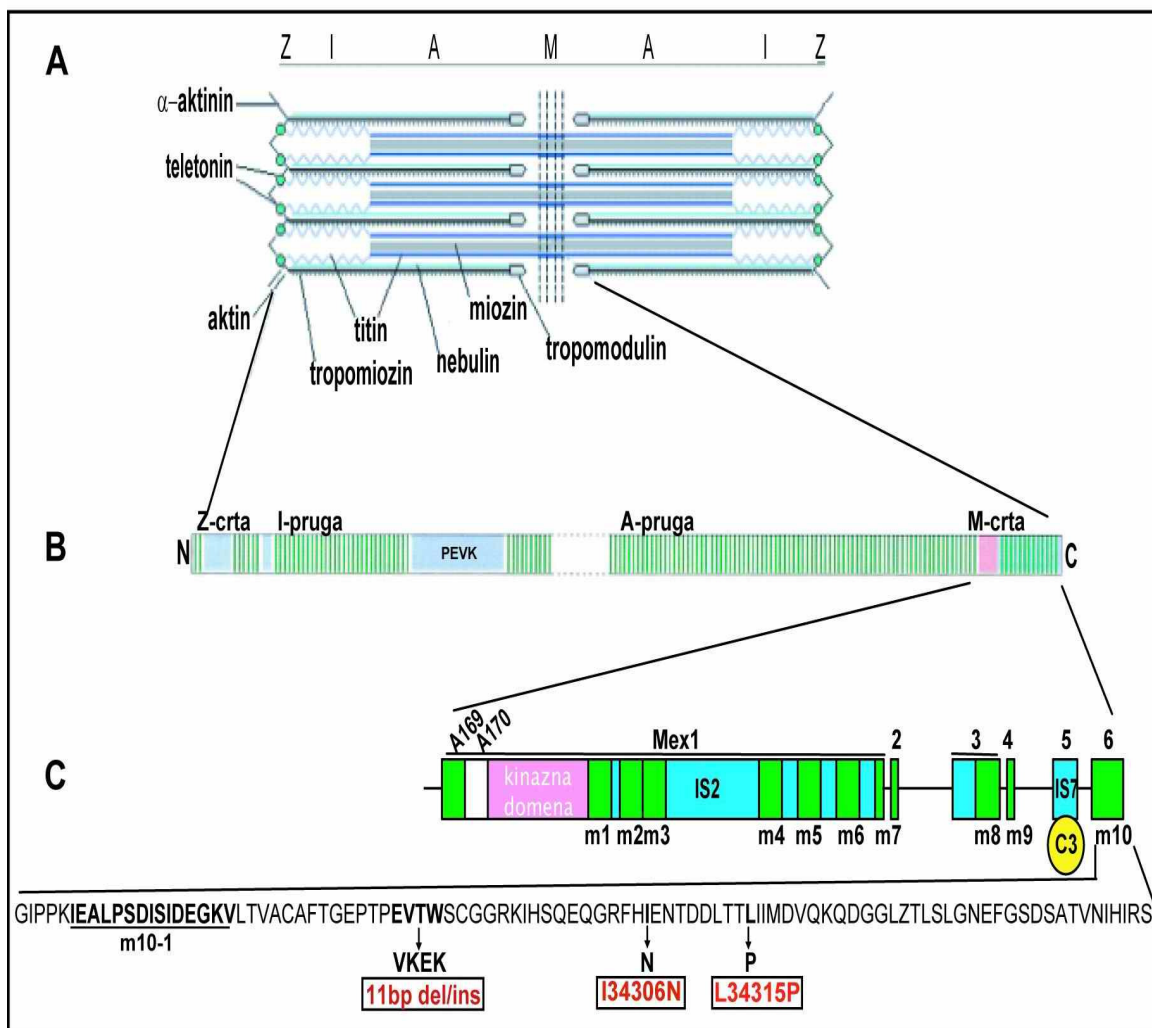 A
Z I A M A I Z
α-aktinin
teletonin
aktin
titin
miozin
tropomiozin
nebulin
tropomodulin
B
N
Z-crta
I-pruga
PEVK
A-pruga
M-crta
C
C
A169
A170
Mex1
2
3
4
5
6
kinazna
domena
IS2
IS7
m1
m2
m3
m4
m5
m6
m7
m8
m9
C3
m10
GIPPKIEALPSDISIDEGKVLTVACAFTGEPTPEVTWSCGGRKIHSQEQGRFHIENTDDLTTLIIMDVQKQDGGLZTLSLGNEFGSDSATVNIHIRS
m10-1
VKEK
N
P
11bp del/ins
I34306N
L34315P